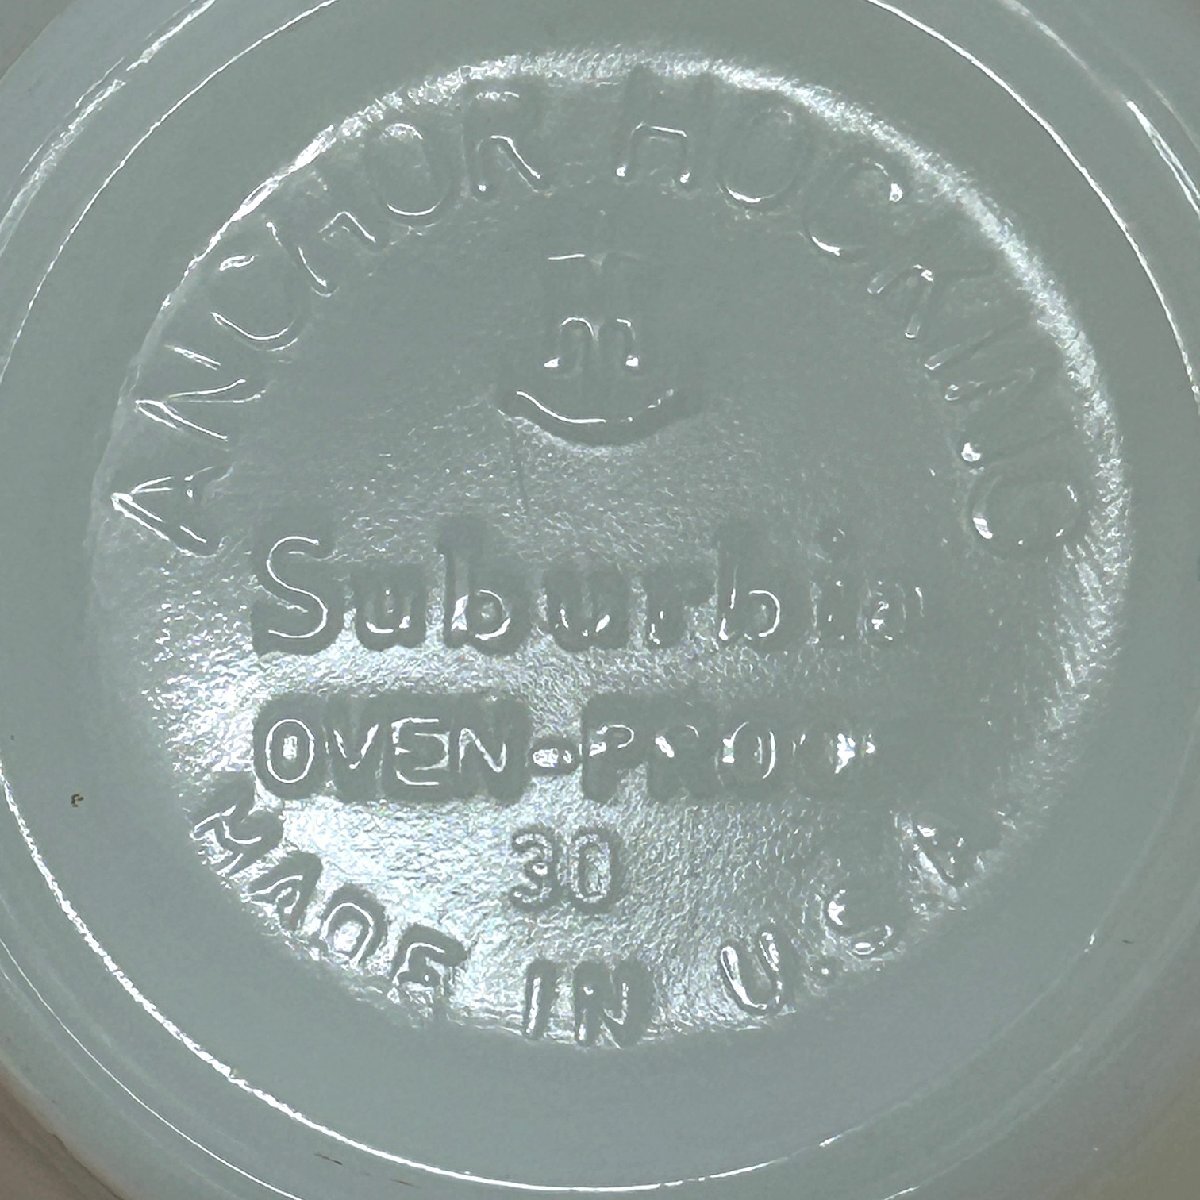 ANCHOR HOCKING
Suburbia
OVEN-PROOF
30
MADE IN U.S.A.